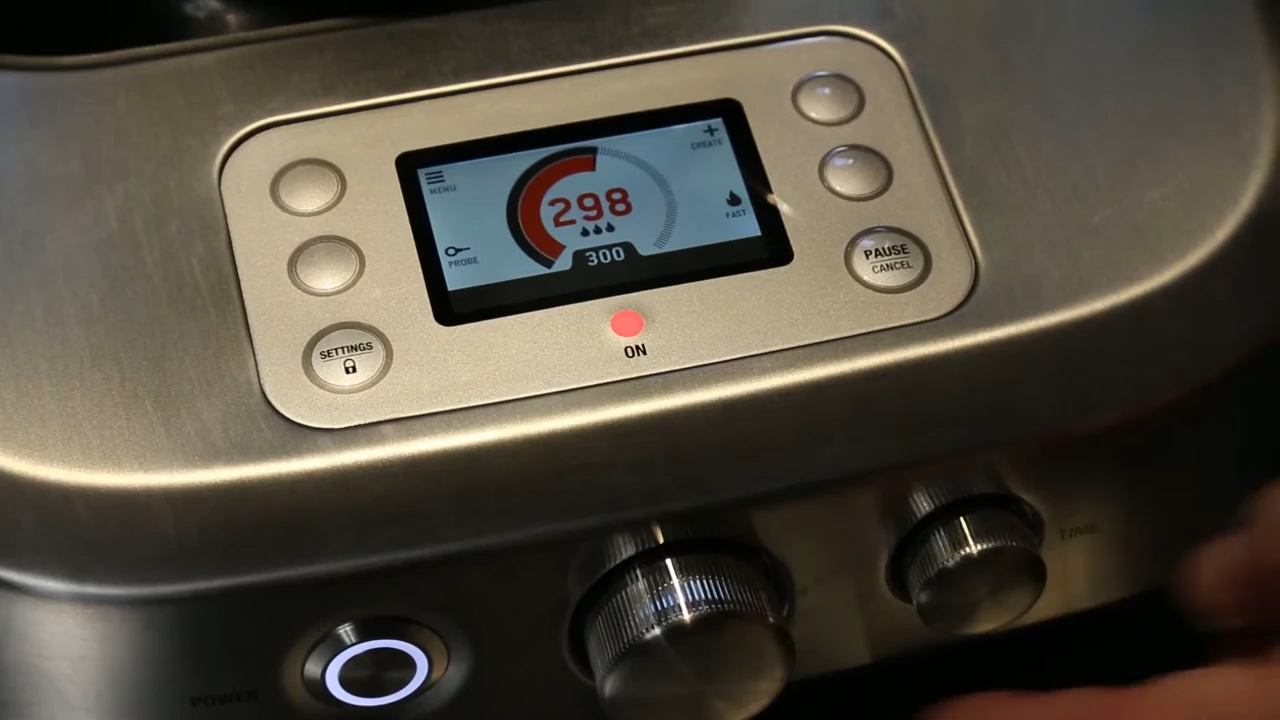 MENU
CREATE
298
FAST
PROBE
300
PAUSE
CANCEL
SETTINGS
ON
TIME
POWER